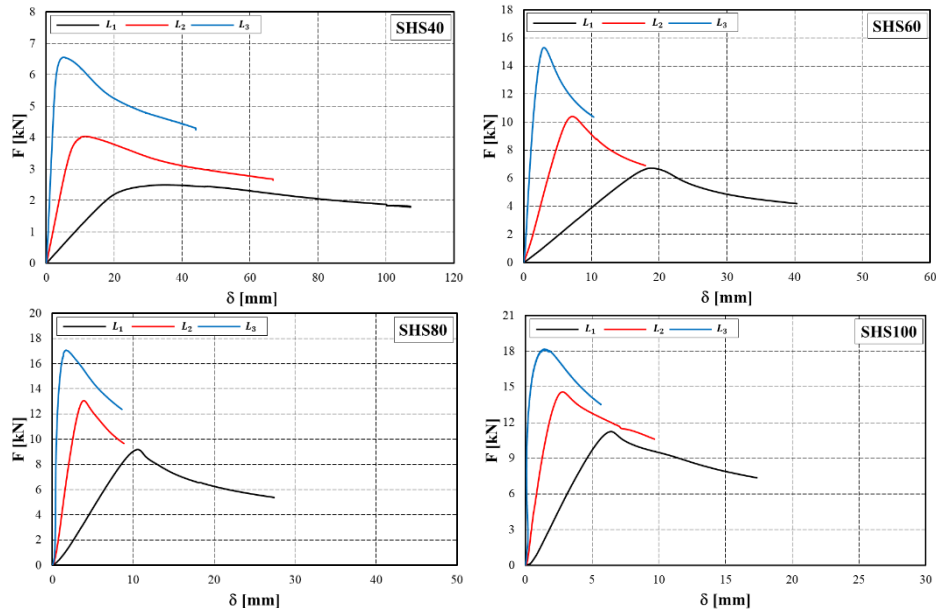 L₁ L₂ L₃
SHS40
8
7
6
5
4
3
2
1
0
F [kN]
0 20 40 60 80 100 120
δ [mm]
L₁ L₂ L₃
SHS60
18
16
14
12
10
8
6
4
2
0
F [kN]
0 10 20 30 40 50 60
δ [mm]
L₁ L₂ L₃
SHS80
20
18
16
14
12
10
8
6
4
2
0
F [kN]
0 10 20 30 40 50
δ [mm]
L₁ L₂ L₃
SHS100
21
18
15
12
9
6
3
0
F [kN]
0 5 10 15 20 25 30
δ [mm]